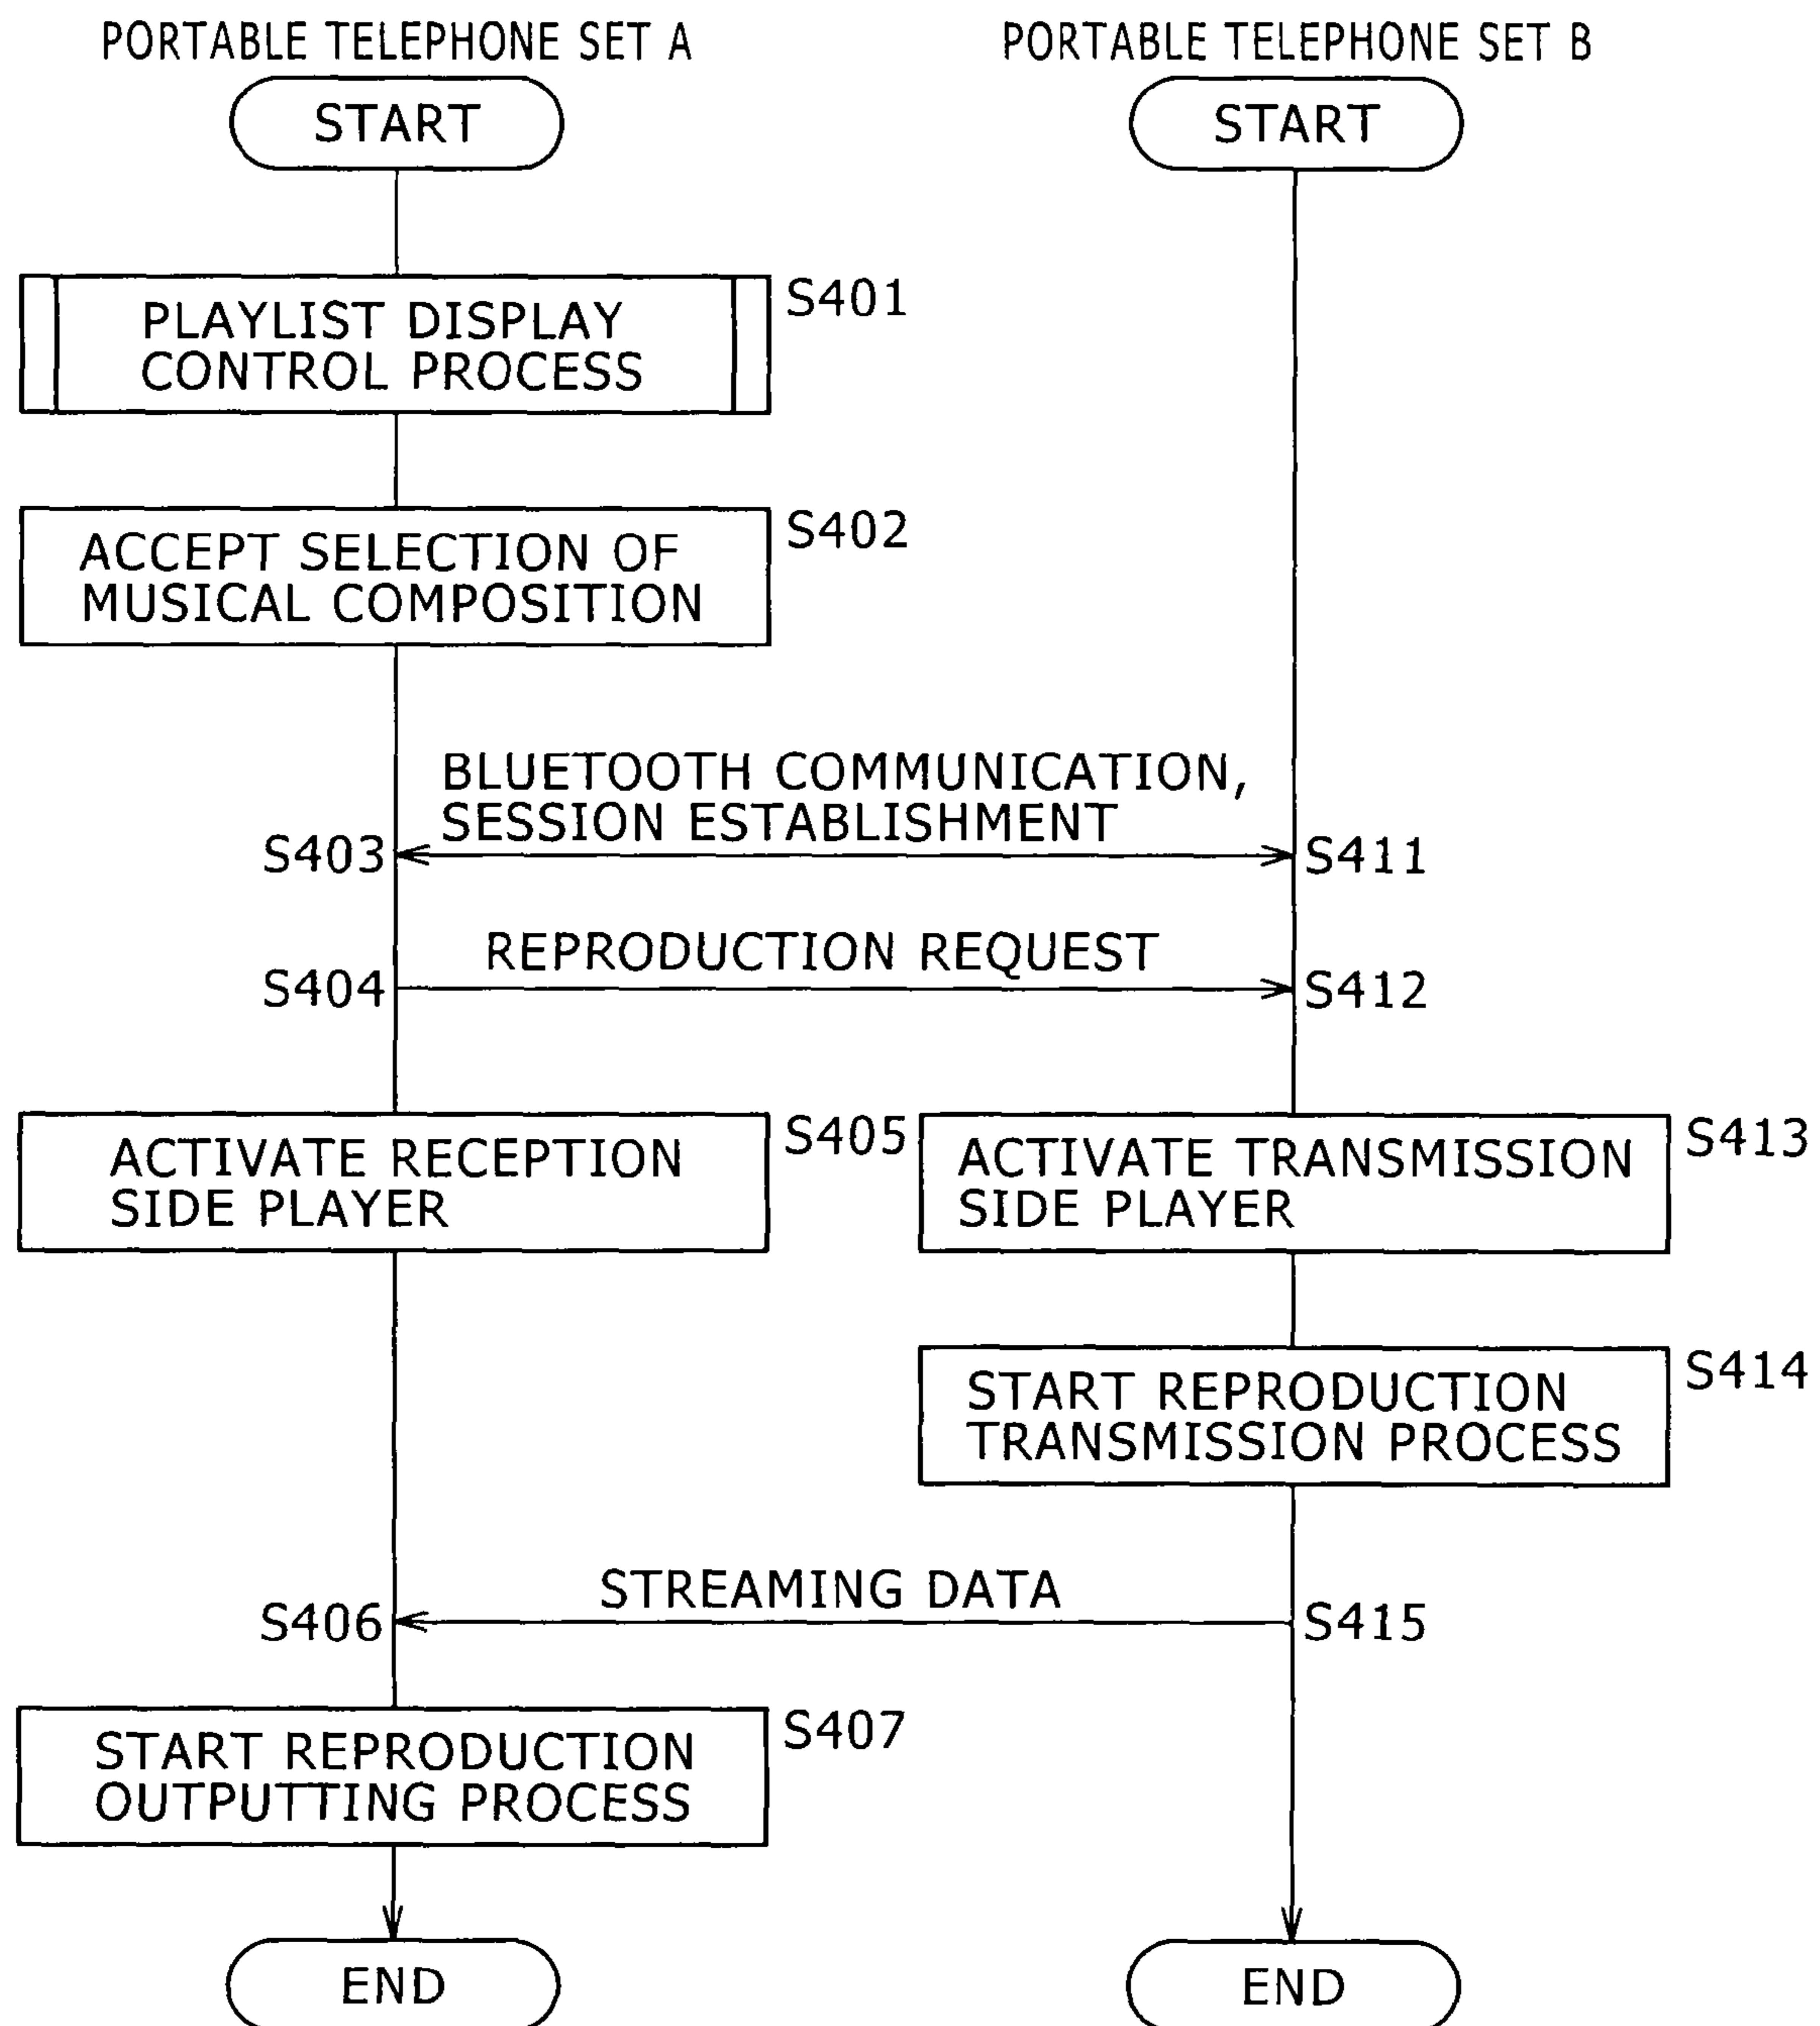 PORTABLE TELEPHONE SET A
PORTABLE TELEPHONE SET B
START
START
PLAYLIST DISPLAY
CONTROL PROCESS
S401
ACCEPT SELECTION OF
MUSICAL COMPOSITION
S402
BLUETOOTH COMMUNICATION,
SESSION ESTABLISHMENT
S403
S411
REPRODUCTION REQUEST
S404
S412
ACTIVATE RECEPTION
SIDE PLAYER
S405
ACTIVATE TRANSMISSION
SIDE PLAYER
S413
START REPRODUCTION
TRANSMISSION PROCESS
S414
STREAMING DATA
S406
S415
START REPRODUCTION
OUTPUTTING PROCESS
S407
END
END